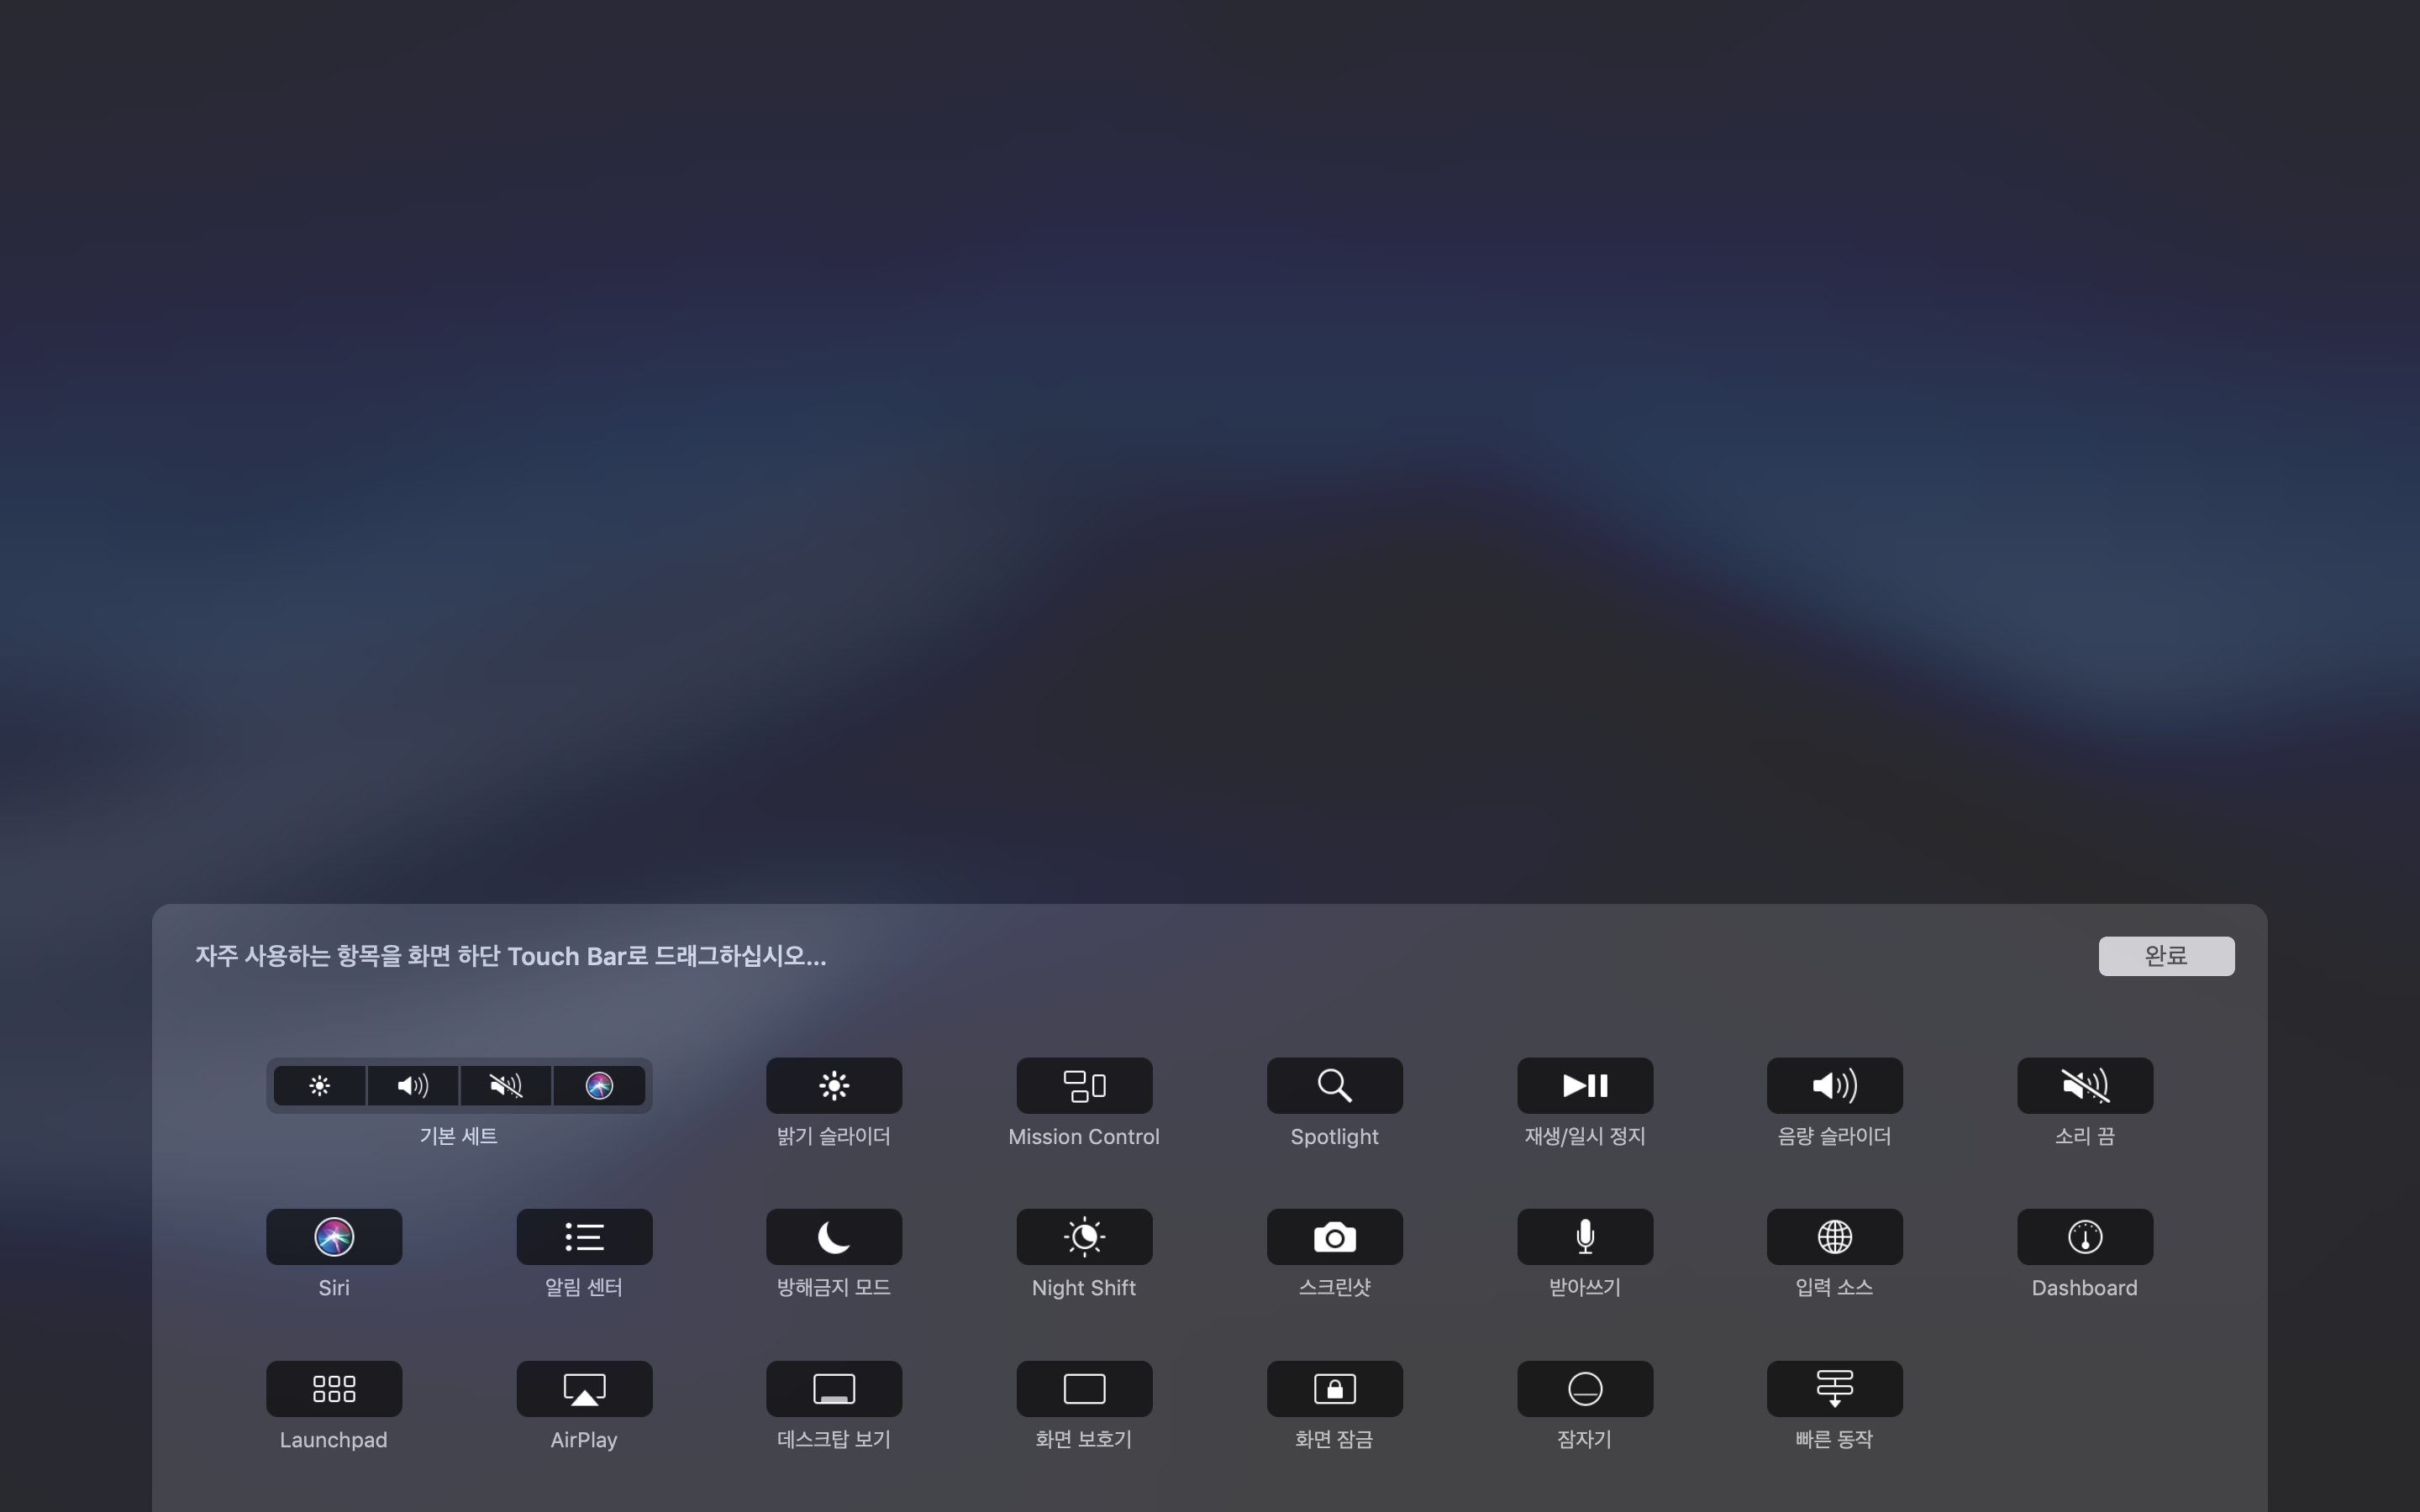 자주 사용하는 항목을 화면 하단 Touch Bar로 드래그하십시오...
완료
기본 세트
밝기 슬라이더
Mission Control
Spotlight
재생/일시 정지
음량 슬라이더
소리 끔
Siri
알림 센터
방해금지 모드
Night Shift
스크린샷
받아쓰기
입력 소스
Dashboard
Launchpad
AirPlay
데스크탑 보기
화면 보호기
화면 잠금
잠자기
빠른 동작